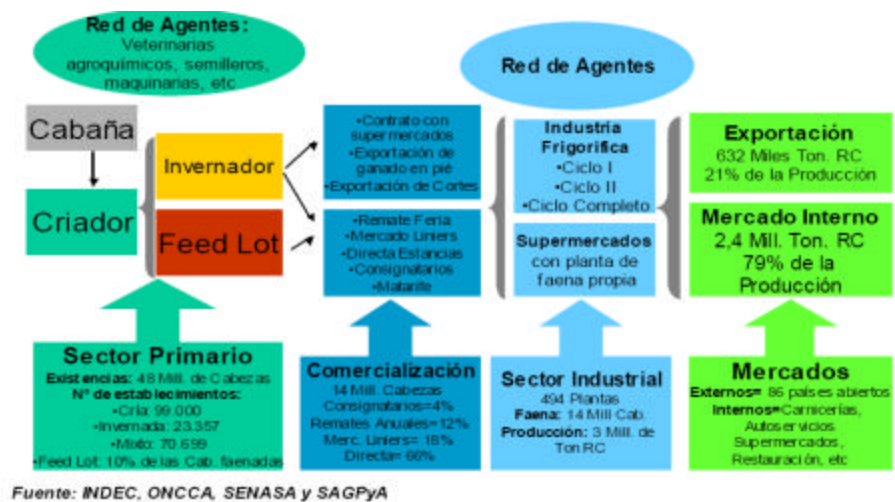 Red de Agentes:
Veterinarias
agroquímicos, semilleros,
maquinarias, etc
Red de Agentes
Cabaña
Criador
Invernador
Feed Lot
•Contrato con
supermercados
•Exportación de
ganado en pié
•Exportación de Cortes
•Remate Feria
•Mercado Liniers
•Directa Estancias
•Consignatarios
•Matarife
Industria
Frigorifica
•Ciclo I
•Ciclo II
•Ciclo Completo
Supermercados
con planta de
faena propia
Exportación
632 Miles Ton. RC
21% de la Producción
Mercado Interno
2,4 Mill. Ton. RC
79% de la
Producción
Sector Primario
Existencias: 48 Mill. de Cabezas
Nº de establecimientos:
•Cría: 99.000
•Invernada: 23.357
•Mixto: 70.699
•Feed Lot: 10% de las Cab. faenadas
Comercialización
14 Mill. Cabezas
Consignatarios=4%
Remates Anuales=12%
Merc. Liniers= 18%
Directa= 66%
Sector Industrial
494 Plantas
Faena: 14 Mill Cab.
Producción: 3 Mill. de
Ton RC
Mercados
Externos= 86 países abiertos
Internos=Carnicerías,
Autoservicios
Supermercados,
Restauración, etc
Fuente: INDEC, ONCCA, SENASA y SAGPyA